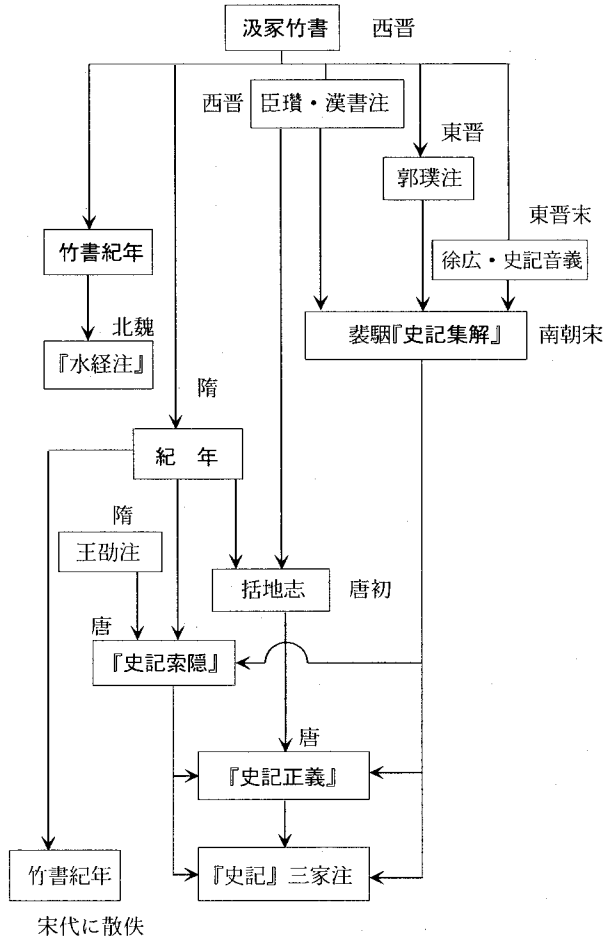 汲冢竹書 西晋
西晋 臣瓚・漢書注
東晋
郭璞注
東晋末
竹書紀年
徐広・史記音義
北魏
裴駰『史記集解』 南朝宋
『水経注』
隋
紀 年
隋
王劭注
括地志 唐初
唐
『史記索隠』
唐
『史記正義』
竹書紀年
『史記』三家注
宋代に散佚